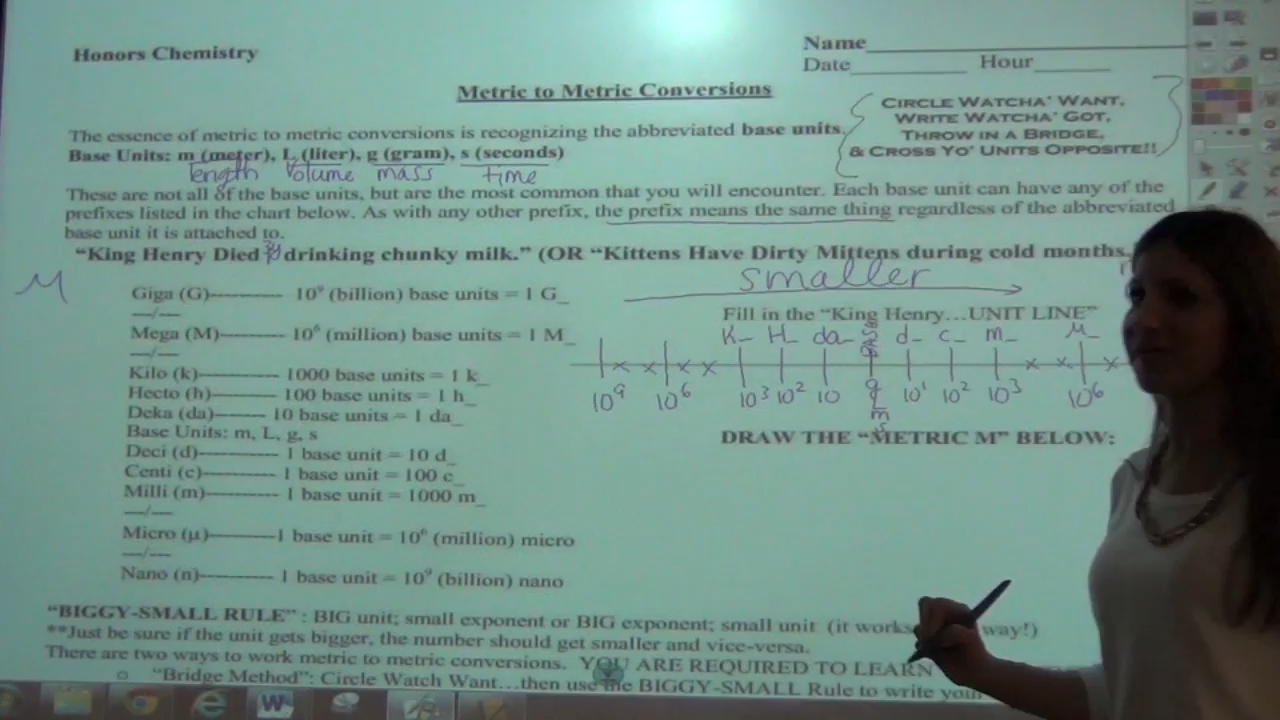 Honors Chemistry
Name
Date Hour
Metric to Metric Conversions
CIRCLE WATCHA' WANT,
WRITE WATCHA' GOT,
THROW IN A BRIDGE,
& CROSS YO' UNITS OPPOSITE!!
The essence of metric to metric conversions is recognizing the abbreviated base units.
Base Units: m (meter), L (liter), g (gram), s (seconds)
length volume mass time
These are not all of the base units, but are the most common that you will encounter. Each base unit can have any of the
prefixes listed in the chart below. As with any other prefix, the prefix means the same thing regardless of the abbreviated
base unit it is attached to.
"King Henry Died drinking chunky milk." (OR "Kittens Have Dirty Mittens during cold months.
smaller
M
Giga (G)---------- 10⁹ (billion) base units = 1 G_
---/---
Mega (M)-------- 10⁶ (million) base units = 1 M_
---/---
Kilo (k)---------- 1000 base units = 1 k_
Hecto (h)--------- 100 base units = 1 h_
Deka (da)--------- 10 base units = 1 da_
Base Units: m, L, g, s
Deci (d)---------- 1 base unit = 10 d_
Centi (c)---------- 1 base unit = 100 c_
Milli (m)---------- 1 base unit = 1000 m_
---/---
Micro (µ)----------1 base unit = 10⁶ (million) micro
---/---
Nano (n)---------- 1 base unit = 10⁹ (billion) nano
Fill in the "King Henry…UNIT LINE"
K_ H_ da_ d_ c_ m_ µ_
10⁹ 10⁶ 10³ 10² 10 g 10¹ 10² 10³ 10⁶
m
s
DRAW THE "METRIC M" BELOW:
"BIGGY-SMALL RULE" : BIG unit; small exponent or BIG exponent; small unit (it works way!)
**Just be sure if the unit gets bigger, the number should get smaller and vice-versa.
There are two ways to work metric to metric conversions. YOU ARE REQUIRED TO LEARN
o "Bridge Method": Circle Watch Want…then use the BIGGY-SMALL Rule to write your